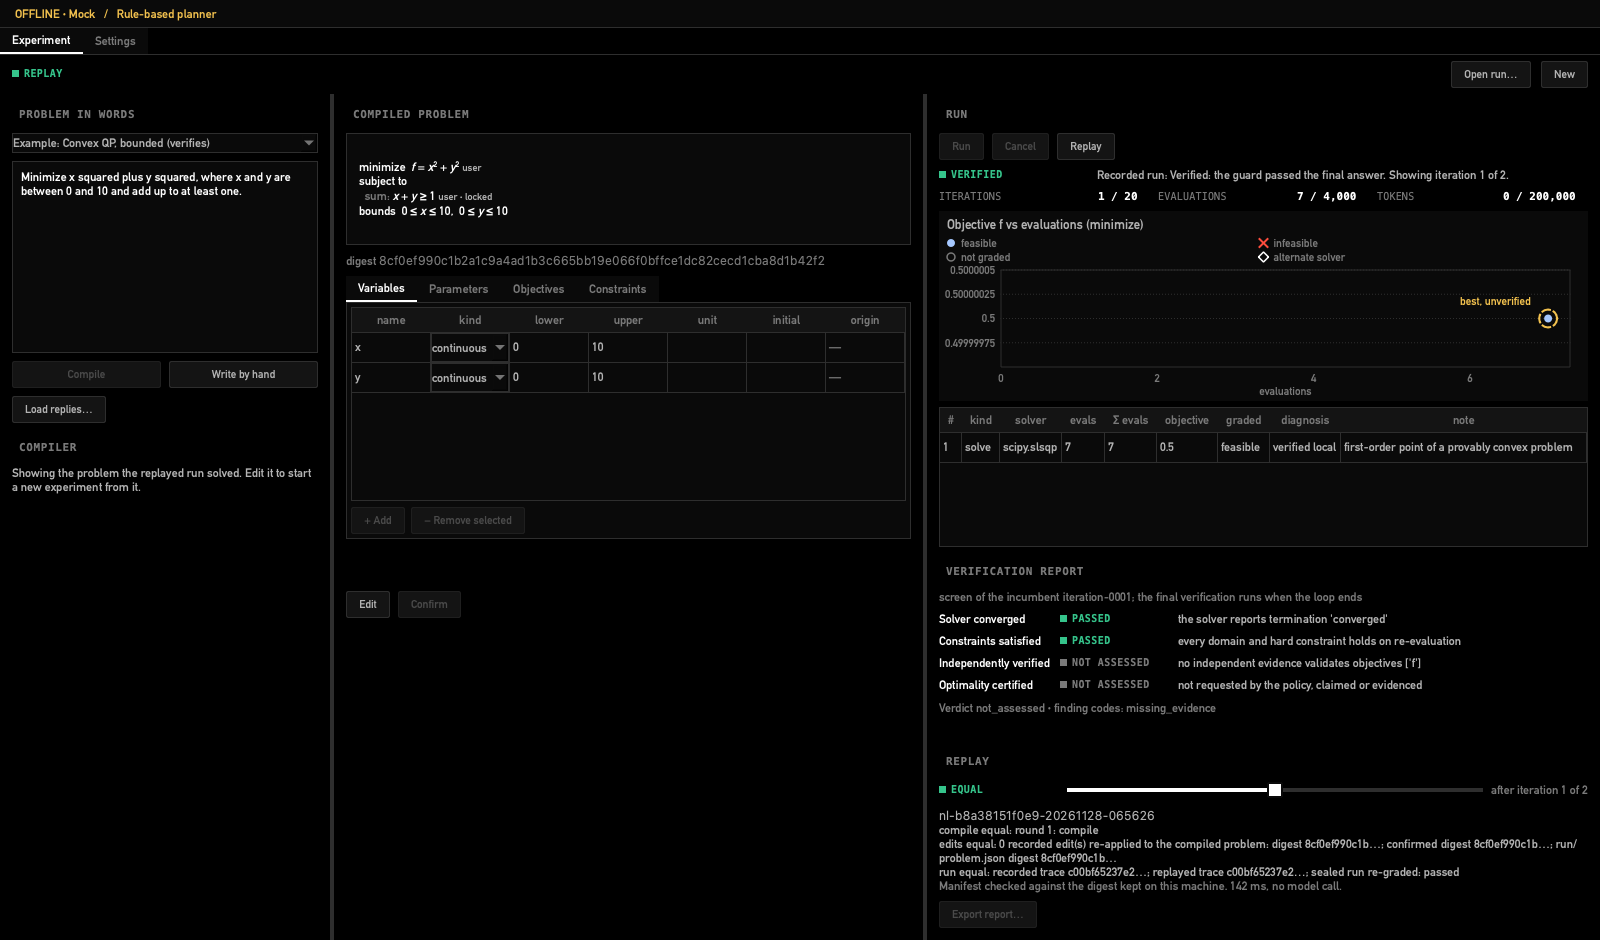 OFFLINE • Mock / Rule-based planner
Experiment Settings
REPLAY
Open run... New
PROBLEM IN WORDS
Example: Convex QP, bounded (verifies)
Minimize x squared plus y squared, where x and y are
between 0 and 10 and add up to at least one.
Compile Write by hand
Load replies...
COMPILER
Showing the problem the replayed run solved. Edit it to start
a new experiment from it.
COMPILED PROBLEM
minimize f = x² + y² user
subject to
sum: x + y ≥ 1 user · locked
bounds 0 ≤ x ≤ 10, 0 ≤ y ≤ 10
digest 8cf0ef990c1b2a1c9a4ad1b3c665bb19e066f0bffce1dc82cecd1cba8d1b42f2
Variables Parameters Objectives Constraints
name kind lower upper unit initial origin
x continuous 0 10 —
y continuous 0 10 —
+ Add – Remove selected
Edit Confirm
RUN
Run Cancel Replay
VERIFIED Recorded run: Verified: the guard passed the final answer. Showing iteration 1 of 2.
ITERATIONS 1 / 20 EVALUATIONS 7 / 4,000 TOKENS 0 / 200,000
Objective f vs evaluations (minimize)
feasible infeasible
not graded alternate solver
0.5000005
0.50000025
best, unverified
0.5
0.49999975
0 2 4 6
evaluations
# kind solver evals Σ evals objective graded diagnosis note
1 solve scipy.slsqp 7 7 0.5 feasible verified local first-order point of a provably convex problem
VERIFICATION REPORT
screen of the incumbent iteration-0001; the final verification runs when the loop ends
Solver converged PASSED the solver reports termination 'converged'
Constraints satisfied PASSED every domain and hard constraint holds on re-evaluation
Independently verified NOT ASSESSED no independent evidence validates objectives ['f']
Optimality certified NOT ASSESSED not requested by the policy, claimed or evidenced
Verdict not_assessed • finding codes: missing_evidence
REPLAY
EQUAL after iteration 1 of 2
nl-b8a38151f0e9-20261128-065626
compile equal: round 1: compile
edits equal: 0 recorded edit(s) re-applied to the compiled problem: digest 8cf0ef990c1b...; confirmed digest 8cf0ef990c1b...; run/
problem.json digest 8cf0ef990c1b...
run equal: recorded trace c00bf65237e2...; replayed trace c00bf65237e2...; sealed run re-graded: passed
Manifest checked against the digest kept on this machine. 142 ms, no model call.
Export report...